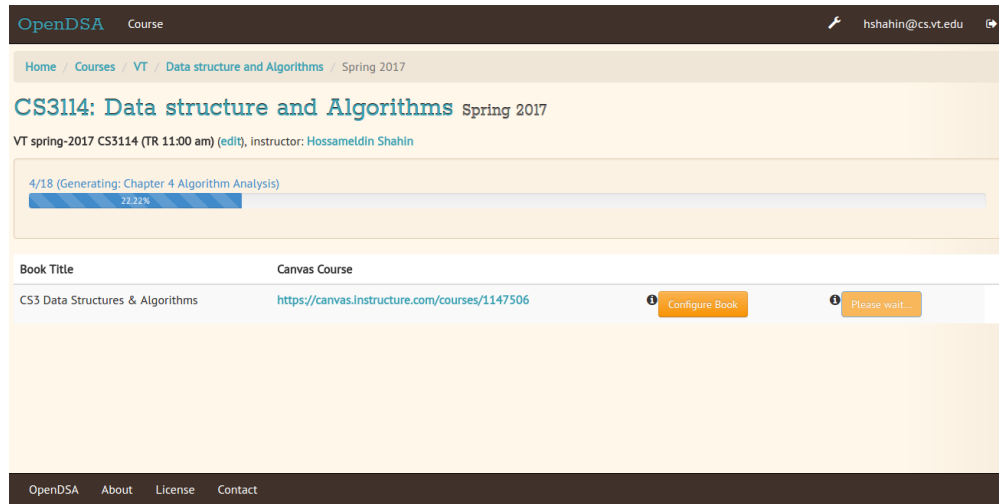 OpenDSA Course hshahin@cs.vt.edu
Home / Courses / VT / Data structure and Algorithms / Spring 2017
CS3114: Data structure and Algorithms Spring 2017
VT spring-2017 CS3114 (TR 11:00 am) (edit), instructor: Hossameldin Shahin
4/18 (Generating: Chapter 4 Algorithm Analysis)
22.22%
Book Title Canvas Course
CS3 Data Structures & Algorithms https://canvas.instructure.com/courses/1147506 Configure Book Please wait...
OpenDSA About License Contact